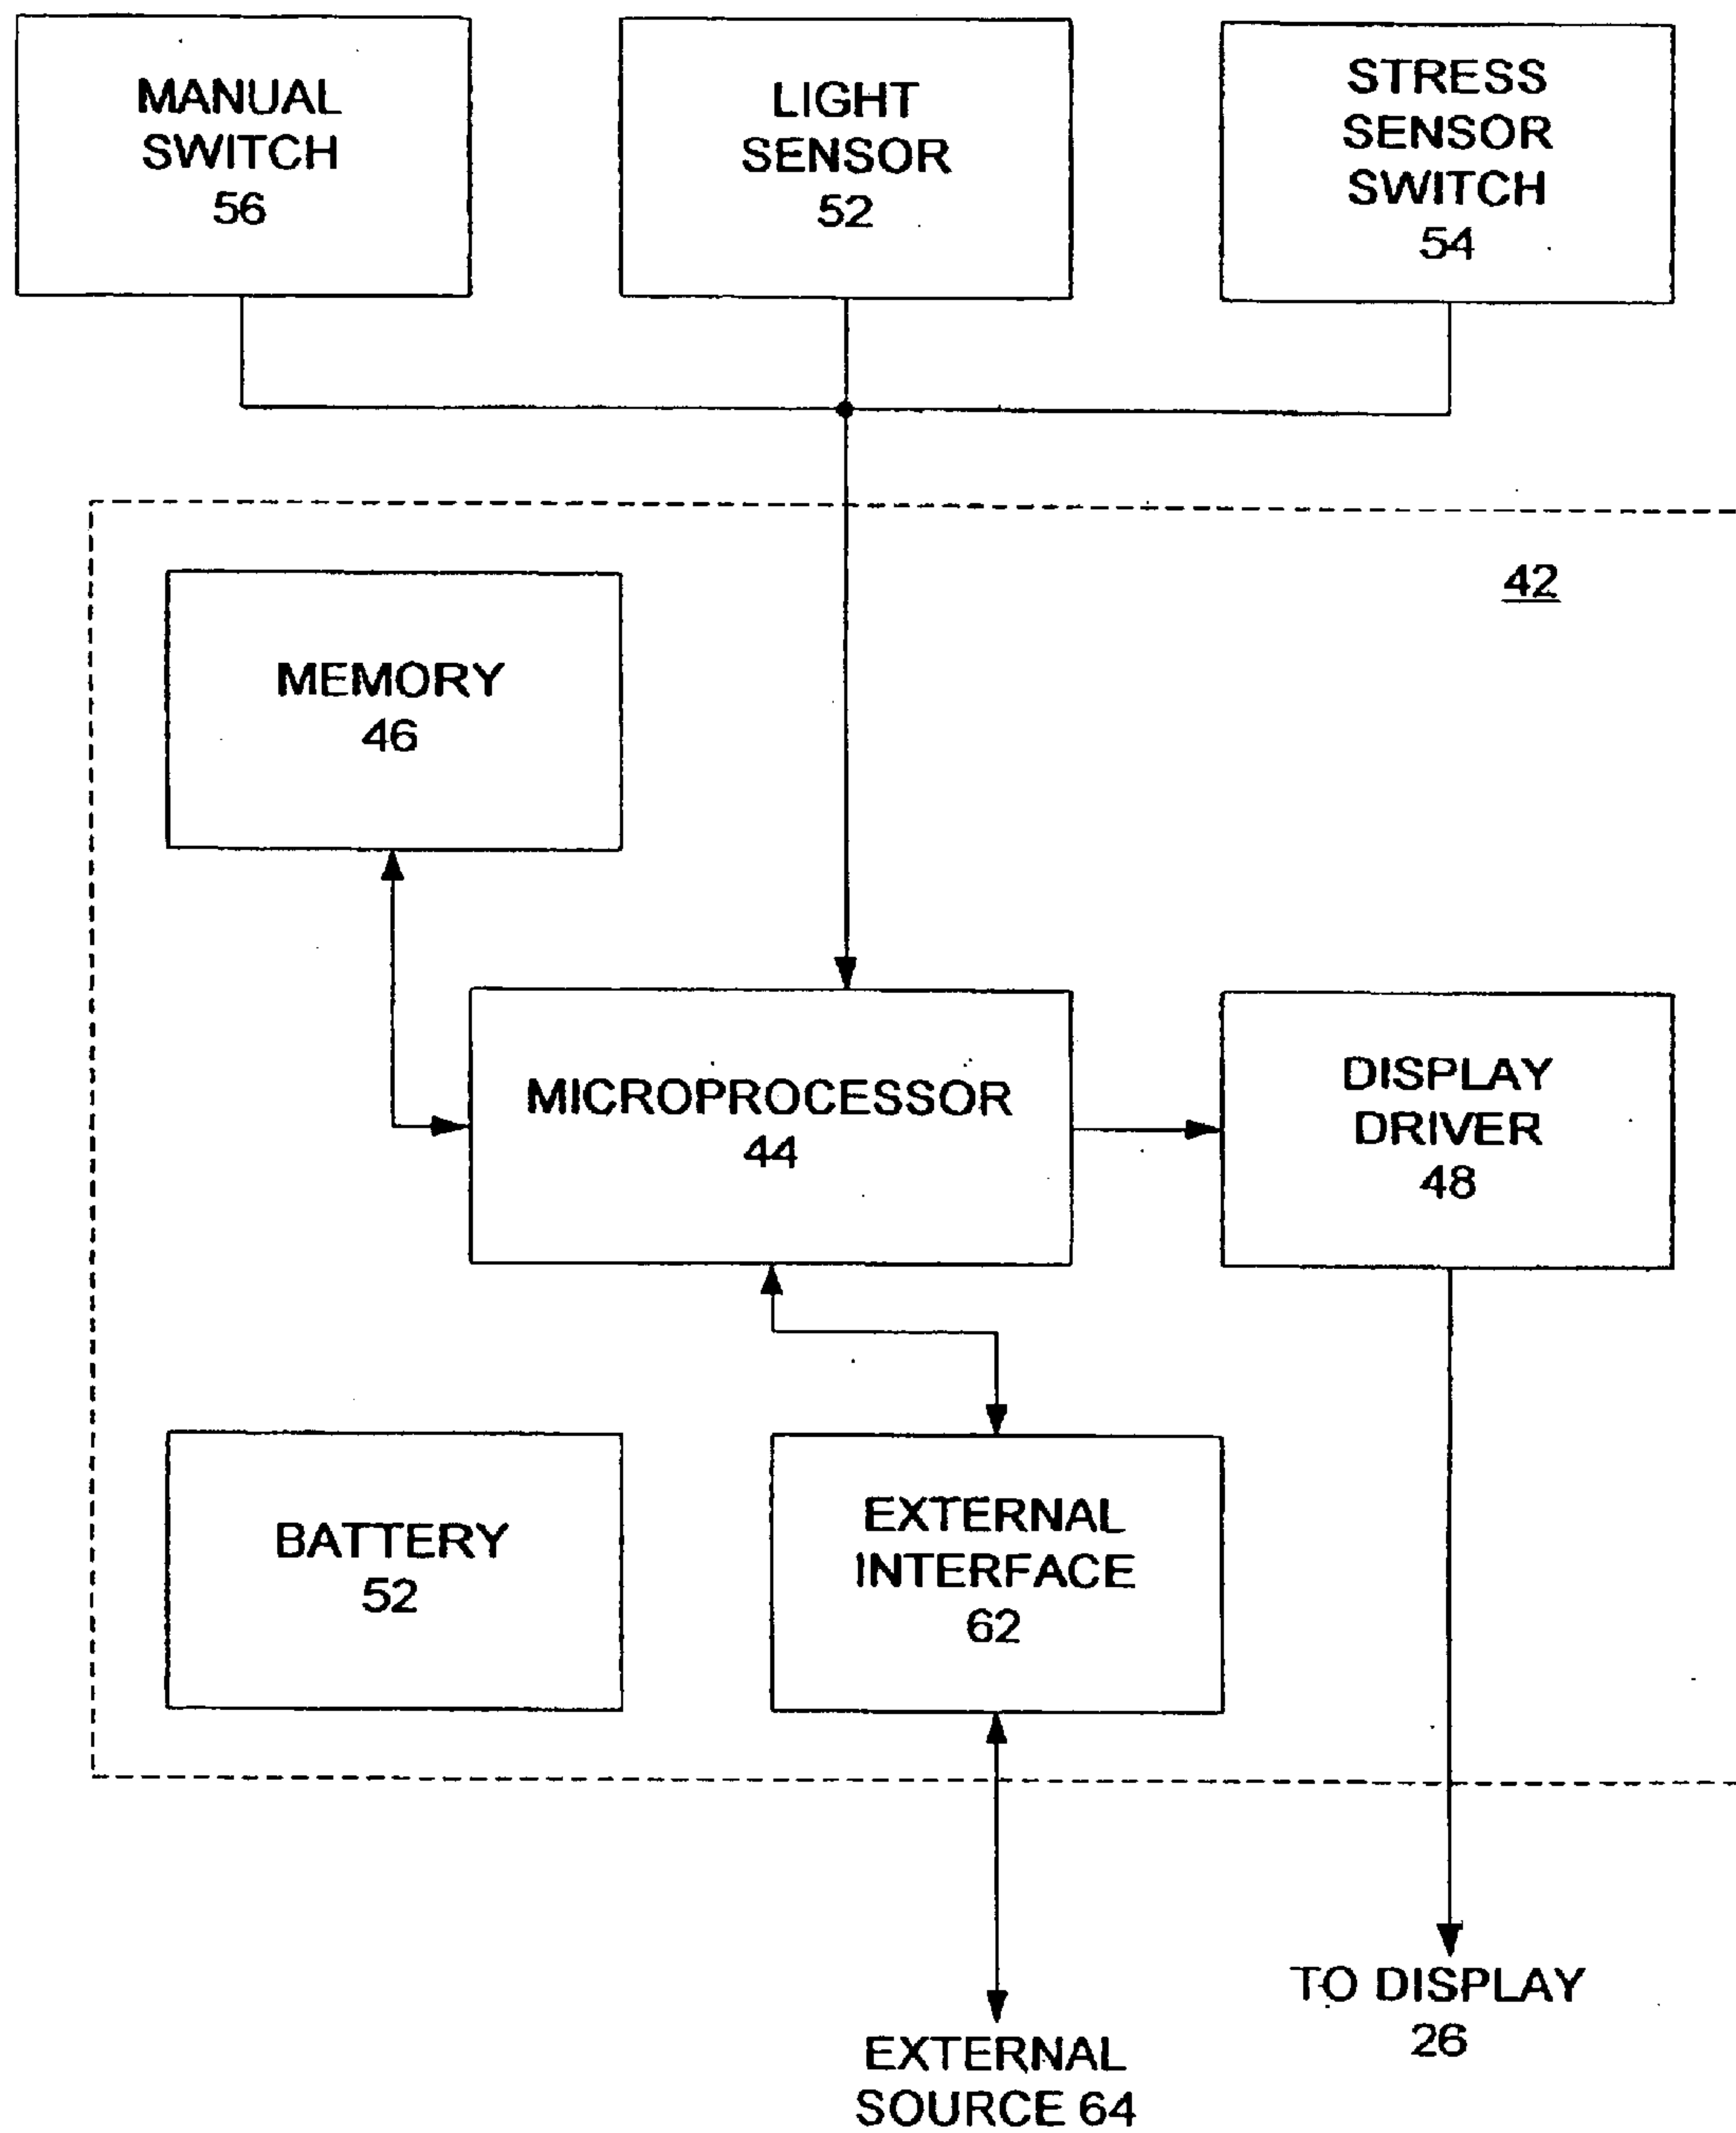 MANUAL
SWITCH
56
LIGHT
SENSOR
52
STRESS
SENSOR
SWITCH
54
42
MEMORY
46
MICROPROCESSOR
44
DISPLAY
DRIVER
48
BATTERY
52
EXTERNAL
INTERFACE
62
TO DISPLAY
26
EXTERNAL
SOURCE 64